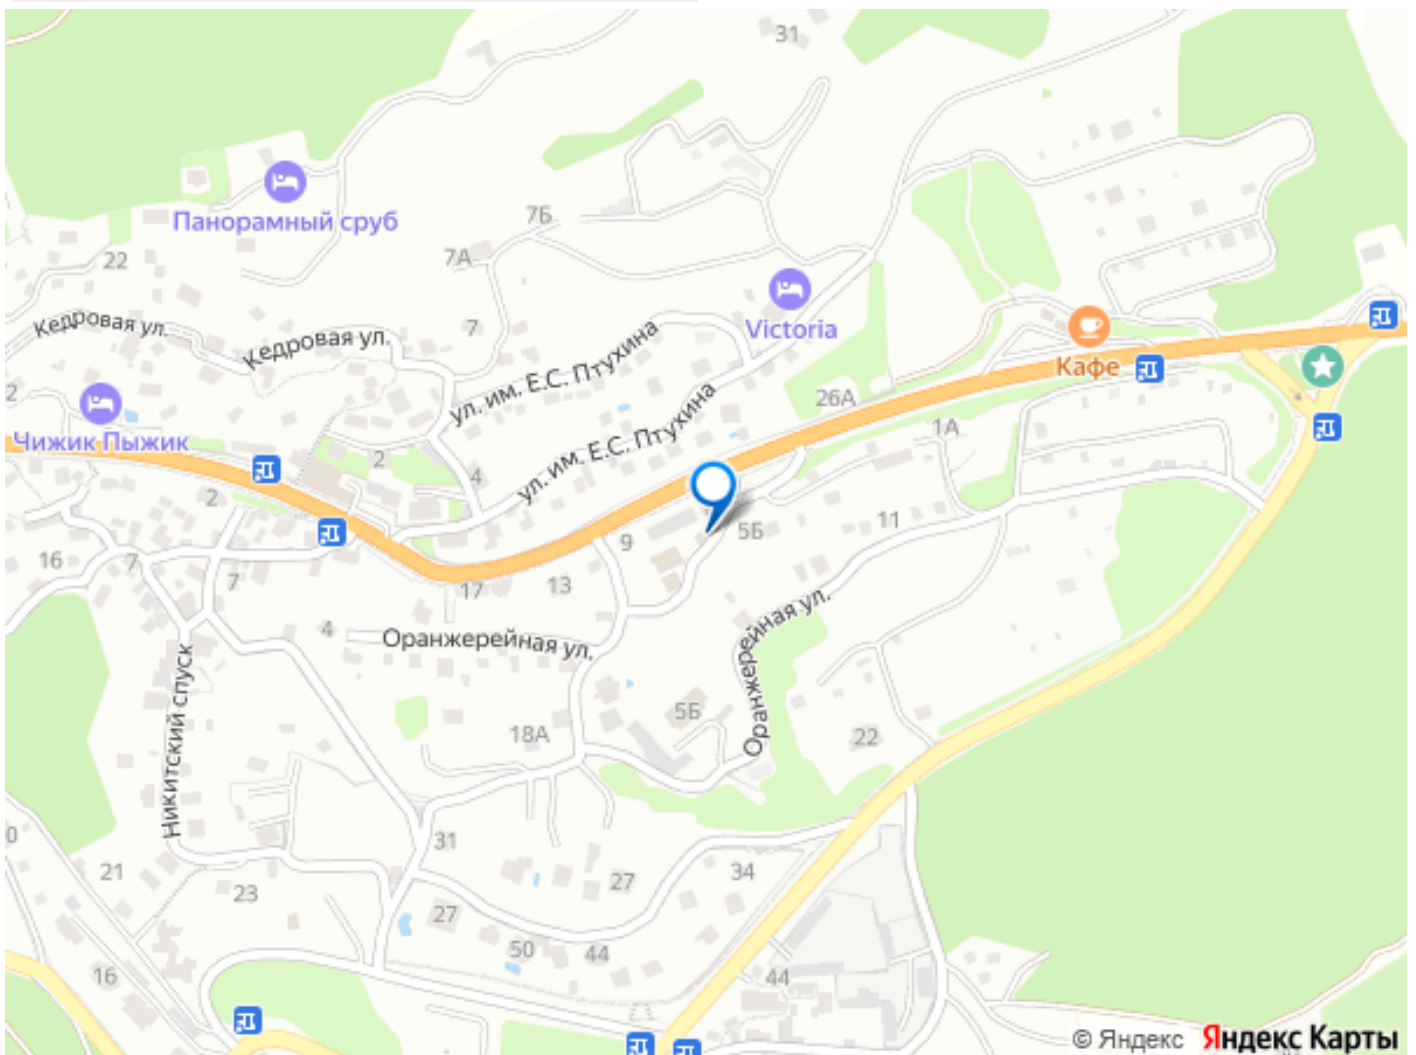 31
Панорамный сруб
7Б
22
7А
Кедровая ул.
Кедровая ул.
7
Victoria
ул. им. Е.С. Птухина
Кафе
2
Чижик Пыжик
26А
1А
2
4
ул. им. Е.С. Птухина
2
16
7
7
9
5Б
11
17
13
4
Оранжерейная ул.
Оранжерейная ул.
Никитский спуск
5Б
18А
22
0
31
21
34
23
27
27
50
44
16
44
© Яндекс Яндекс Карты